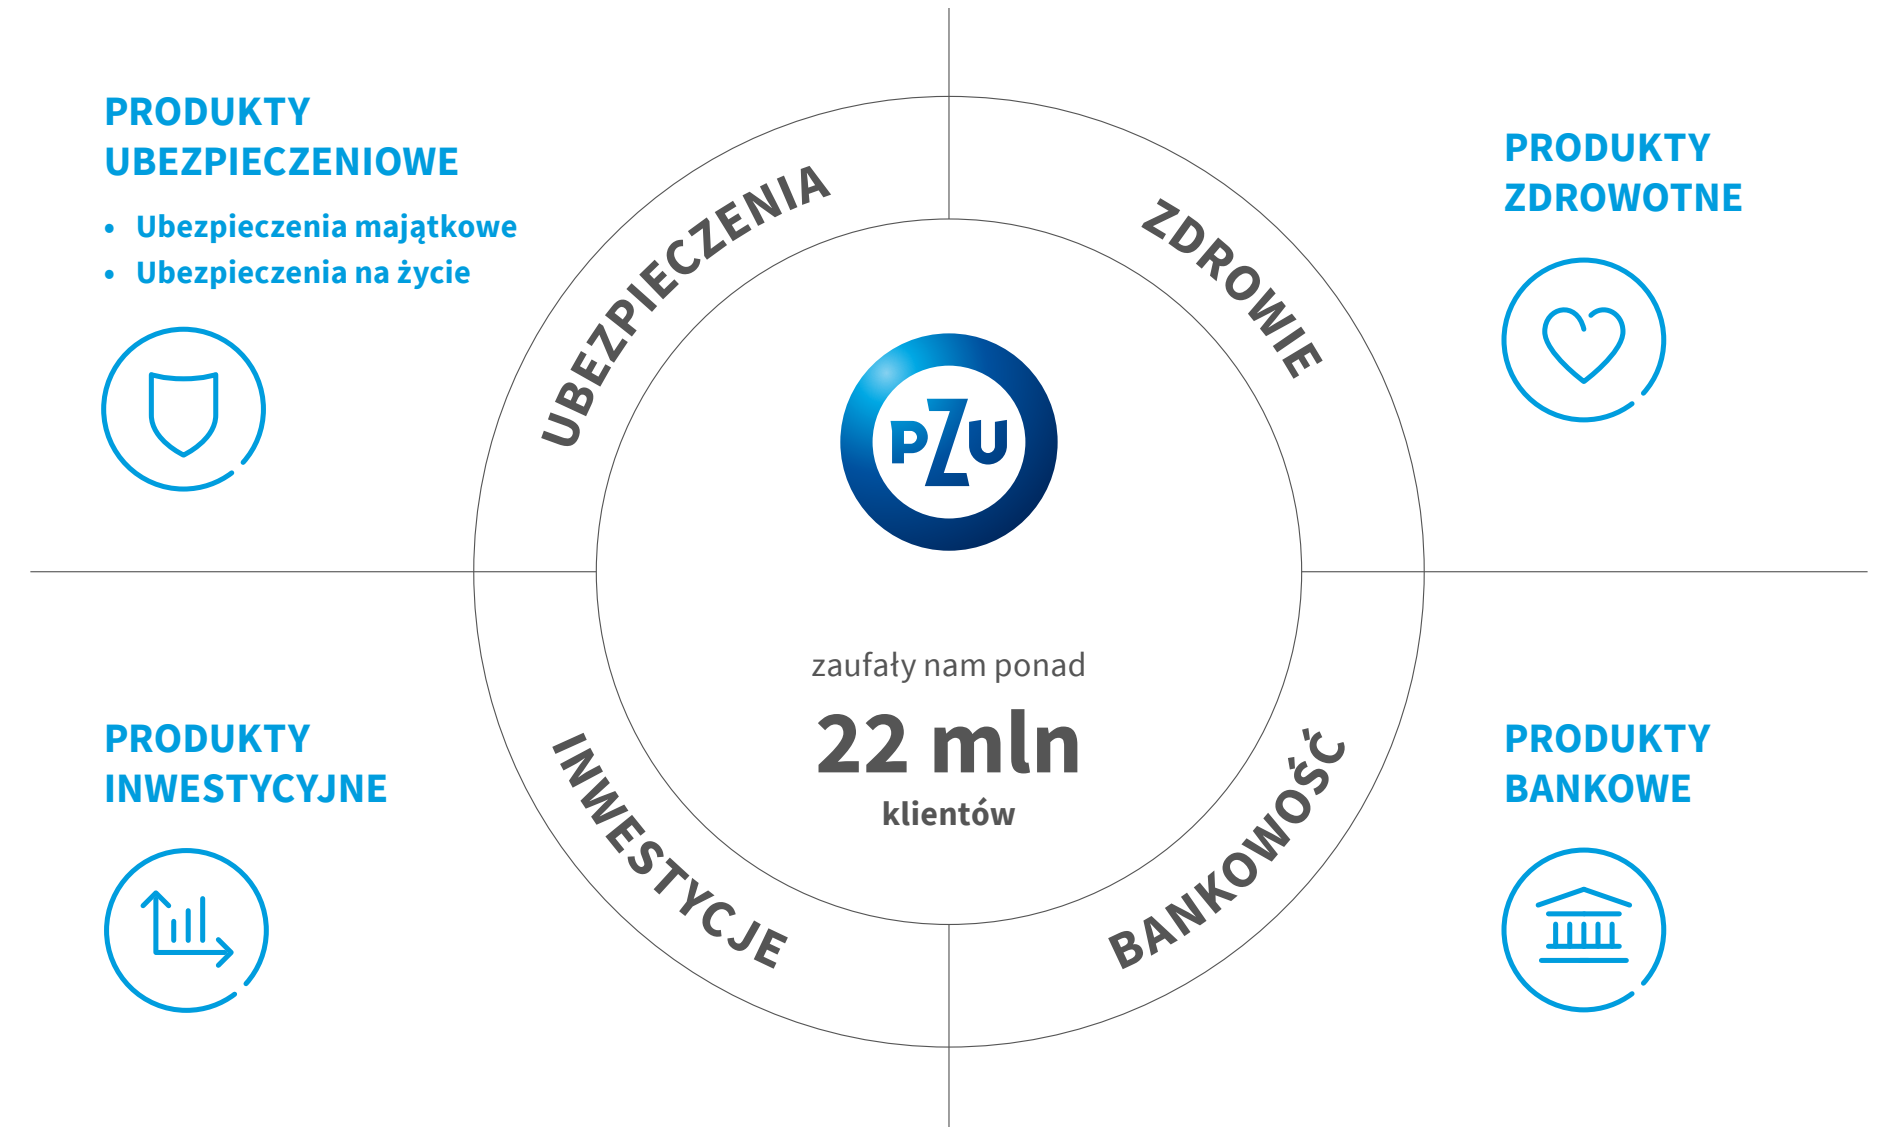 PRODUKTY
UBEZPIECZENIOWE
• Ubezpieczenia majątkowe
• Ubezpieczenia na życie
UBEZPIECZENIA
ZDROWIE
PRODUKTY
ZDROWOTNE
PZU
zaufały nam ponad
22 mln
klientów
PRODUKTY
INWESTYCYJNE
INWESTYCJE
BANKOWOŚĆ
PRODUKTY
BANKOWE